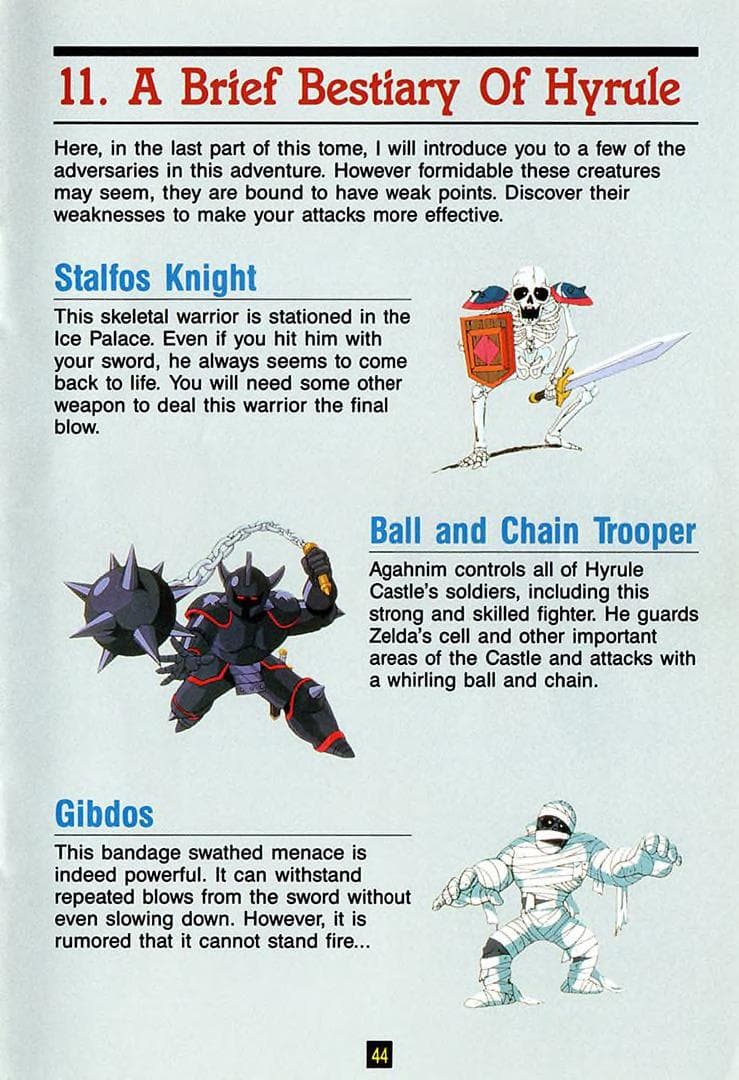 11. A Brief Bestiary Of Hyrule
Here, in the last part of this tome, I will introduce you to a few of the
adversaries in this adventure. However formidable these creatures
may seem, they are bound to have weak points. Discover their
weaknesses to make your attacks more effective.
Stalfos Knight
This skeletal warrior is stationed in the
Ice Palace. Even if you hit him with
your sword, he always seems to come
back to life. You will need some other
weapon to deal this warrior the final
blow.
Ball and Chain Trooper
Agahnim controls all of Hyrule
Castle's soldiers, including this
strong and skilled fighter. He guards
Zelda's cell and other important
areas of the Castle and attacks with
a whirling ball and chain.
Gibdos
This bandage swathed menace is
indeed powerful. It can withstand
repeated blows from the sword without
even slowing down. However, it is
rumored that it cannot stand fire...
44